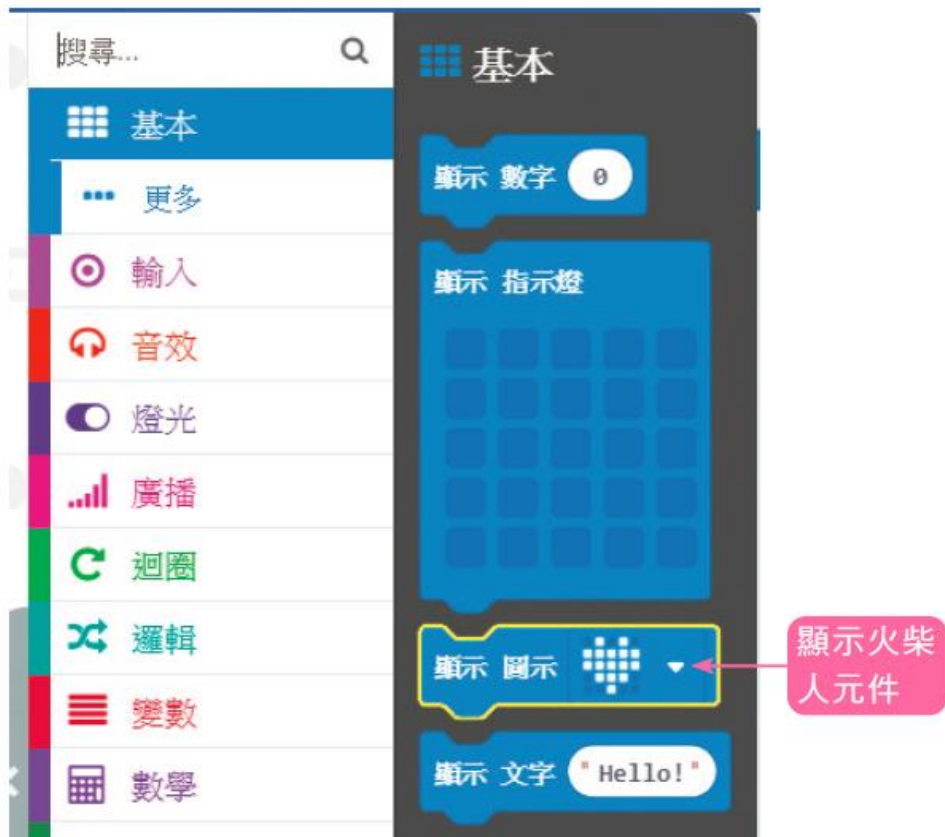 搜尋...
基本
更多
輸入
音效
燈光
廣播
迴圈
邏輯
變數
數學
基本
顯示 數字 0
顯示 指示燈
顯示 圖示
顯示 文字 "Hello!"
顯示火柴
人元件